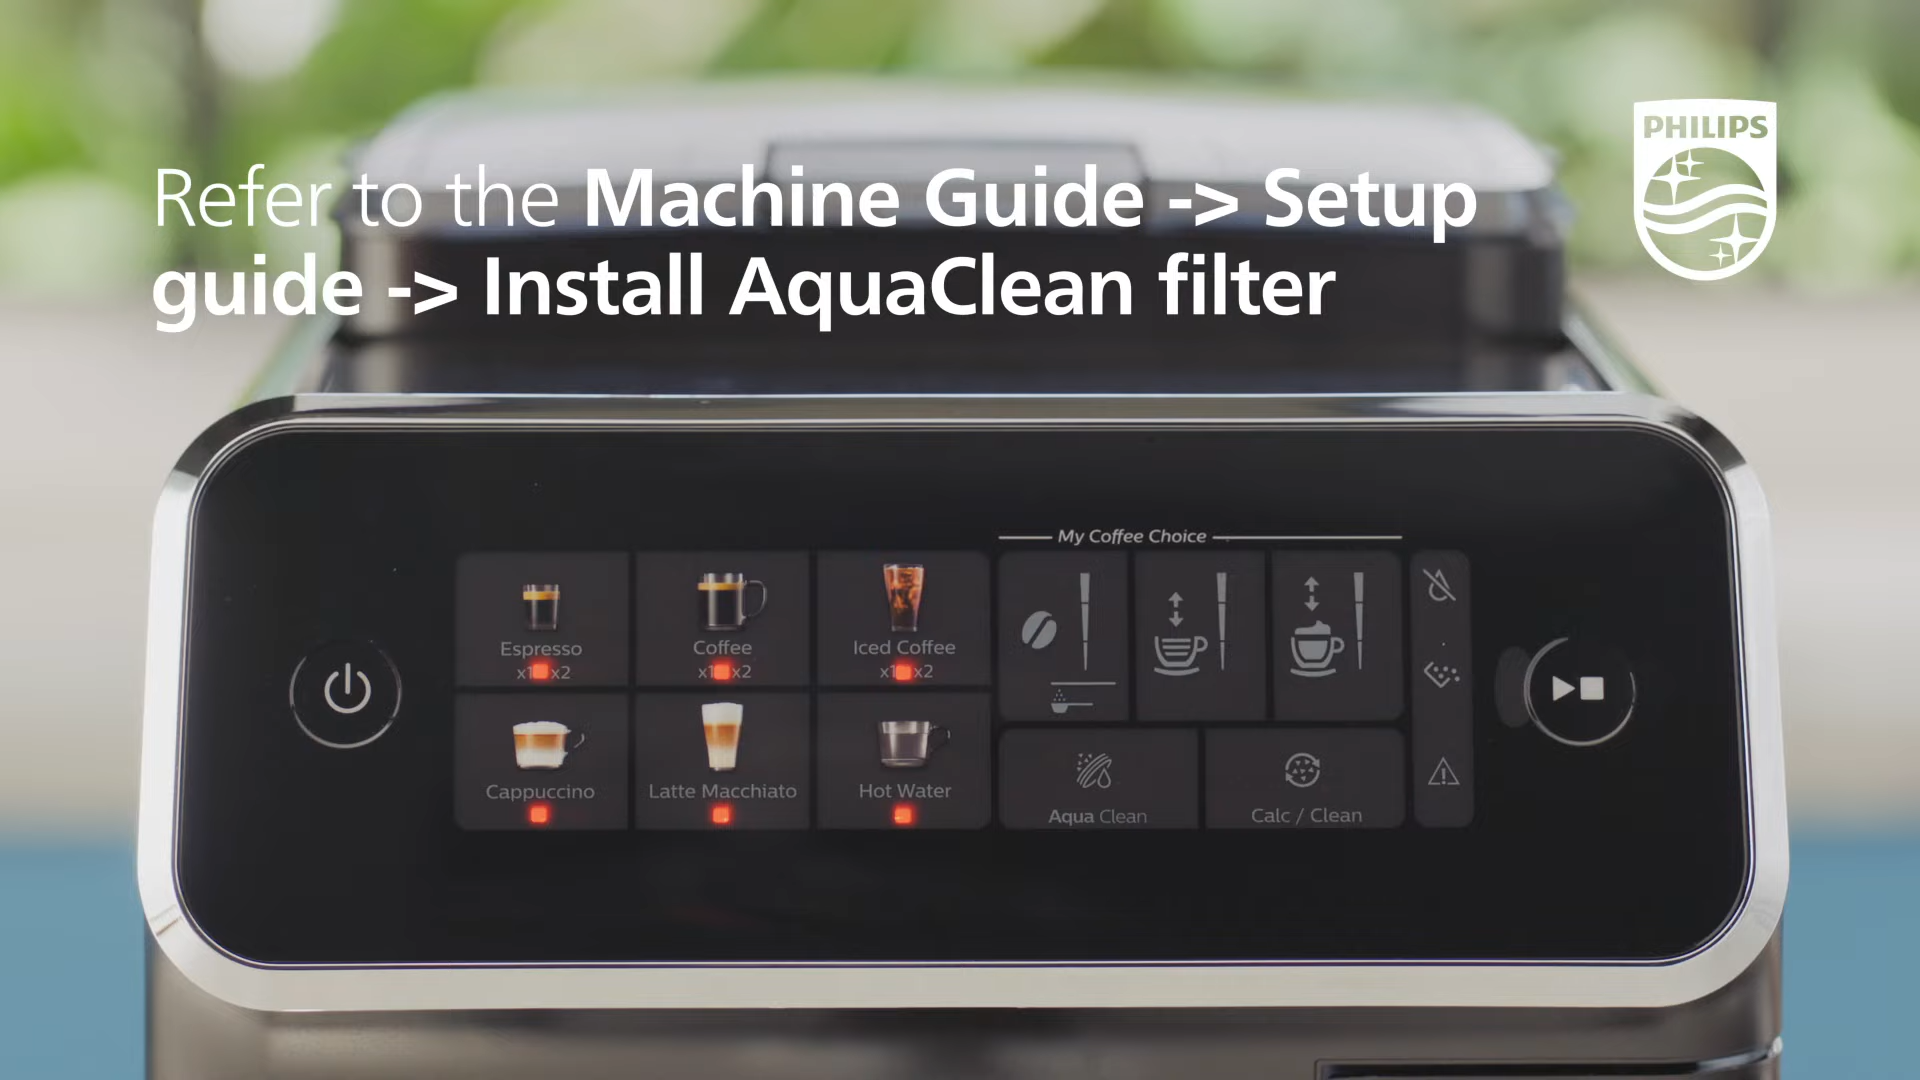 PHILIPS
Refer to the Machine Guide -> Setup
guide -> Install AquaClean filter
My Coffee Choice
Espresso
x1 x2
Coffee
x1 x2
Iced Coffee
x1 x2
Cappuccino
Latte Macchiato
Hot Water
Aqua Clean
Calc / Clean